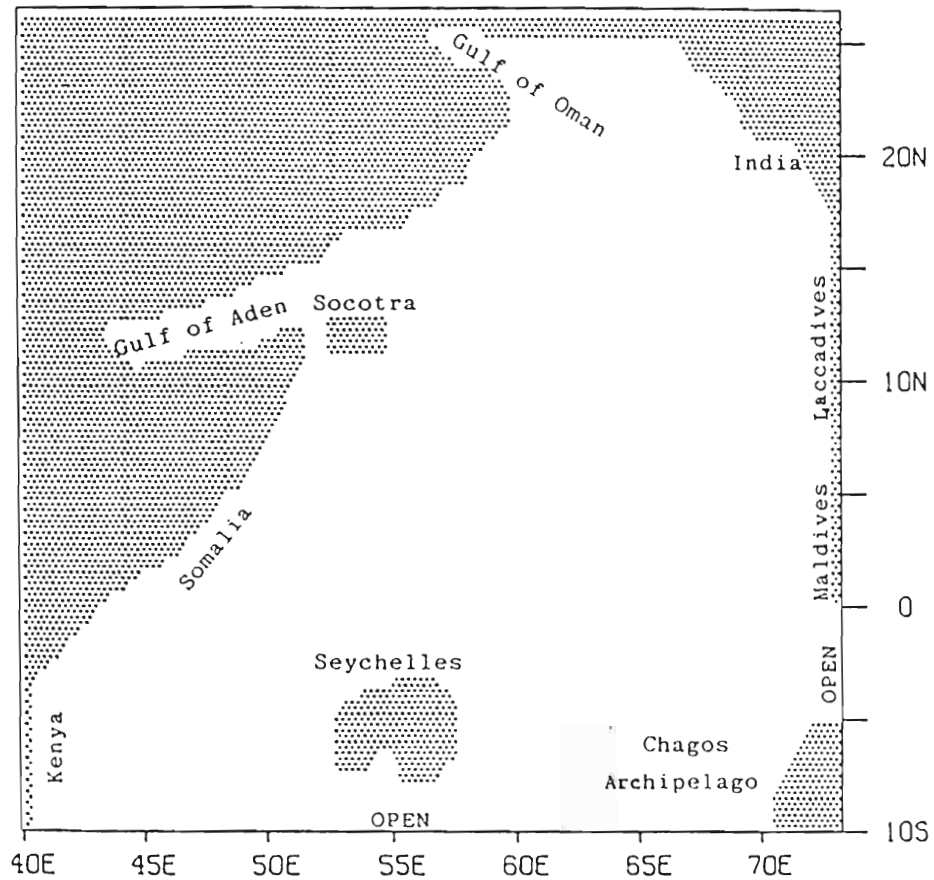 Gulf of Oman
India
20N
Laccadives
Socotra
Gulf of Aden
10N
Maldives
Somalia
0
Seychelles
OPEN
Kenya
Chagos
Archipelago
OPEN
10S
40E 45E 50E 55E 60E 65E 70E